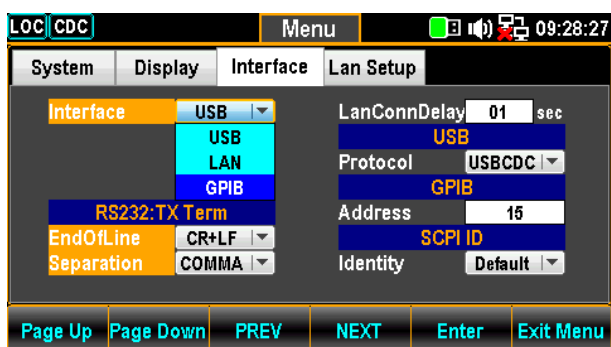 LOC CDC Menu 09:28:27
System Display Interface Lan Setup
Interface USB
USB
LAN
GPIB
RS232:TX Term
EndOfLine CR+LF
Separation COMMA
LanConnDelay 01 sec
USB
Protocol USBCDC
GPIB
Address 15
SCPI ID
Identity Default
Page Up Page Down PREV NEXT Enter Exit Menu